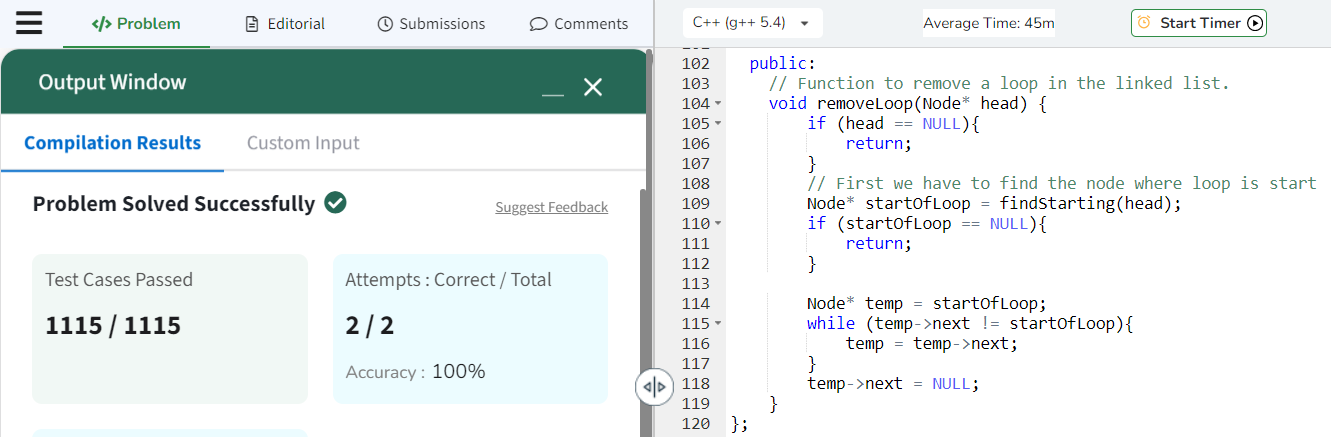 </> Problem
Editorial
Submissions
Comments
Output Window
Compilation Results
Custom Input
Problem Solved Successfully
Suggest Feedback
Test Cases Passed
1115 / 1115
Attempts : Correct / Total
2 / 2
Accuracy : 100%
C++ (g++ 5.4)
Average Time: 45m
Start Timer
102 public:
103 // Function to remove a loop in the linked list.
104 void removeLoop(Node* head) {
105 if (head == NULL){
106 return;
107 }
108 // First we have to find the node where loop is start
109 Node* startOfLoop = findStarting(head);
110 if (startOfLoop == NULL){
111 return;
112 }
113
114 Node* temp = startOfLoop;
115 while (temp->next != startOfLoop){
116 temp = temp->next;
117 }
118 temp->next = NULL;
119 }
120 };